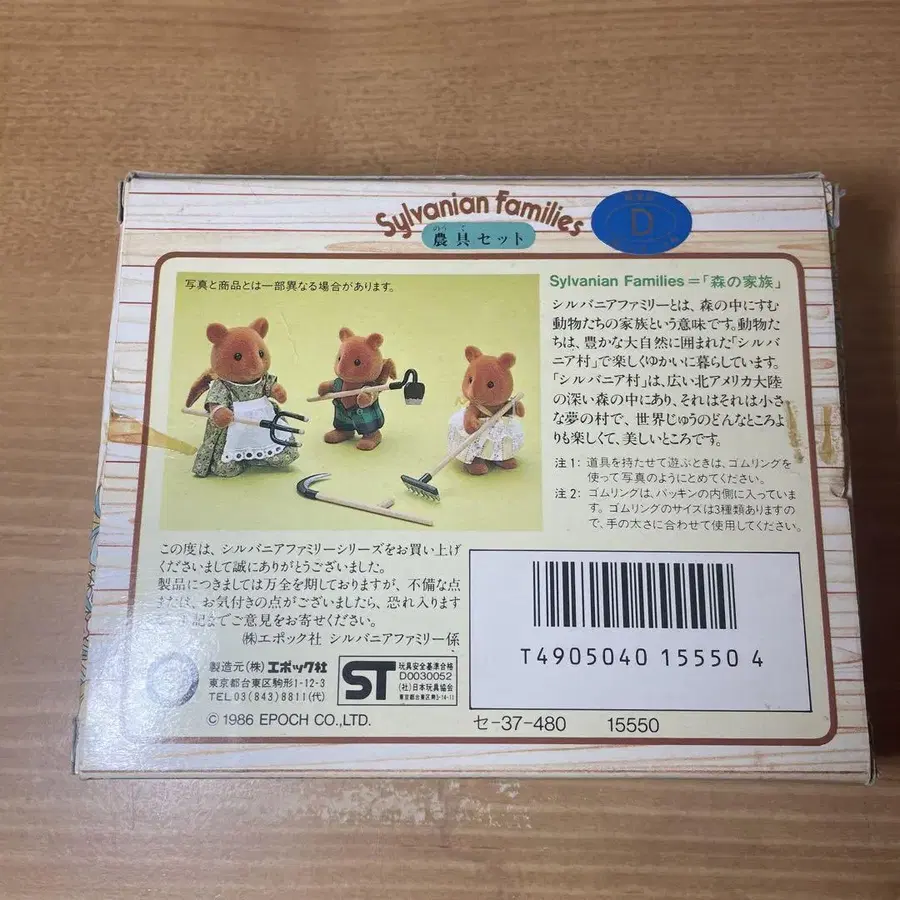 Sylvanian Families
のうぐ
農具セット
D
写真と商品とは一部異なる場合があります。
Sylvanian Families=「森の家族」
シルバニアファミリーとは、森の中にすむ
動物たちの家族という意味です。動物た
ちは、豊かな大自然に囲まれた「シルバ
ニア村」で楽しくゆかいに暮らしています。
「シルバニア村」は、広い北アメリカ大陸
の深い森の中にあり、それはそれは小さ
な夢の村で、世界じゅうのどんなところよ
りも楽しくて、美しいところです。
注1: 道具を持たせて遊ぶときは、ゴムリングを
使って写真のようにとめてください。
注2: ゴムリングは、パッキンの内側に入っていま
す。ゴムリングのサイズは3種類ありますの
で、手の太さに合わせて使用してください。
この度は、シルバニアファミリーシリーズをお買い上げ
くださいまして誠にありがとうございました。
製品につきましては万全を期しておりますが、不備な点
または、お気付きの点がございましたら、恐れ入ります
記までご意見をお寄せください。
(株)エポック社 シルバニアファミリー係
製造元(株)エポック社
東京都台東区駒形1-12-3
TEL.03(843)8811(代)
© 1986 EPOCH CO.,LTD.
ST
玩具安全基準合格
D0030052
(社)日本玩具協会
東京都台東区駒形4-14-11
T4905040 15550 4
セ-37-480 15550